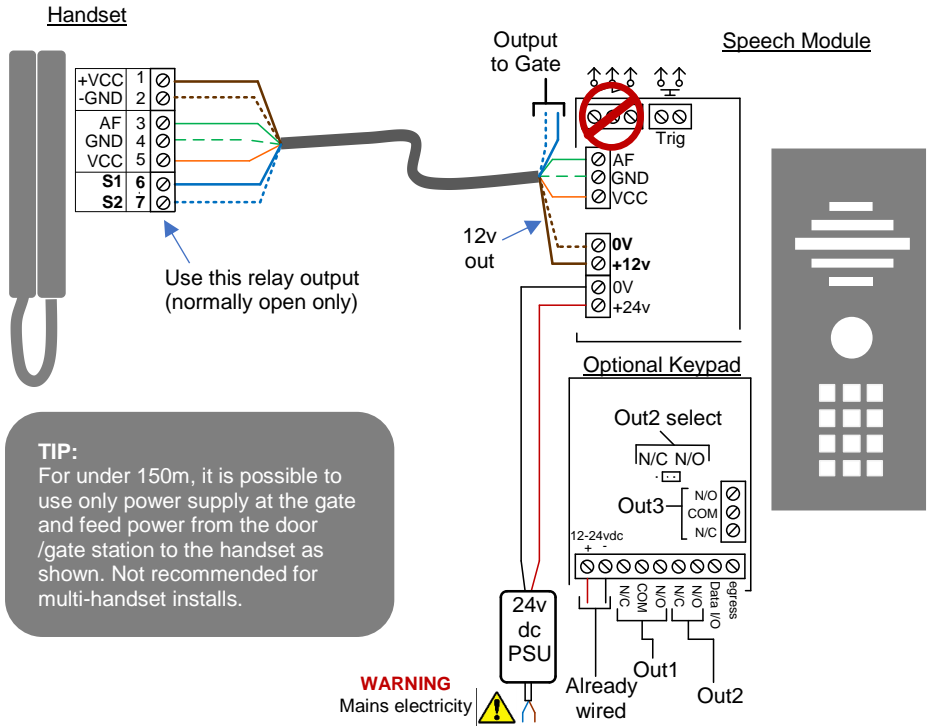 Handset
+VCC 1
-GND 2
AF 3
GND 4
VCC 5
S1 6
S2 7
Use this relay output
(normally open only)
Output
to Gate
12v
out
Speech Module
Trig
AF
GND
VCC
0V
+12v
0V
+24v
Optional Keypad
Out2 select
N/C N/O
Out3
N/O
COM
N/C
12-24vdc
+ -
N/C
COM
N/O
N/C
N/O
Data I/O
egress
Already
wired
Out1
Out2
TIP:
For under 150m, it is possible to
use only power supply at the gate
and feed power from the door
/gate station to the handset as
shown. Not recommended for
multi-handset installs.
24v
dc
PSU
WARNING
Mains electricity